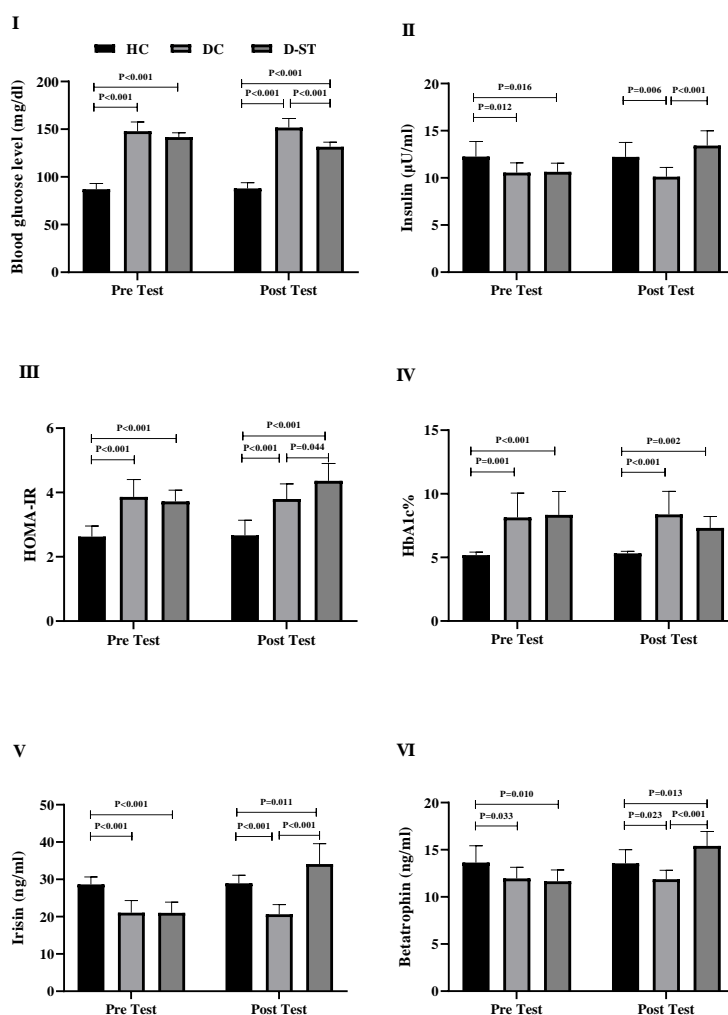 I
II
HC DC D-ST
Blood glucose level (mg/dl)
200
150
100
50
0
P<0.001
P<0.001
P<0.001
P<0.001
P<0.001
Pre Test
Post Test
Insulin (µU/ml)
20
15
10
5
0
P=0.016
P=0.012
P=0.006
P<0.001
Pre Test
Post Test
III
IV
HOMA-IR
6
4
2
0
P<0.001
P<0.001
P<0.001
P<0.001
P=0.044
Pre Test
Post Test
HbA1c%
15
10
5
0
P<0.001
P=0.001
P=0.002
P<0.001
Pre Test
Post Test
V
VI
Irisin (ng/ml)
50
40
30
20
10
0
P<0.001
P<0.001
P=0.011
P<0.001
P<0.001
Pre Test
Post Test
Betatrophin (ng/ml)
20
15
10
5
0
P=0.010
P=0.033
P=0.013
P=0.023
P<0.001
Pre Test
Post Test